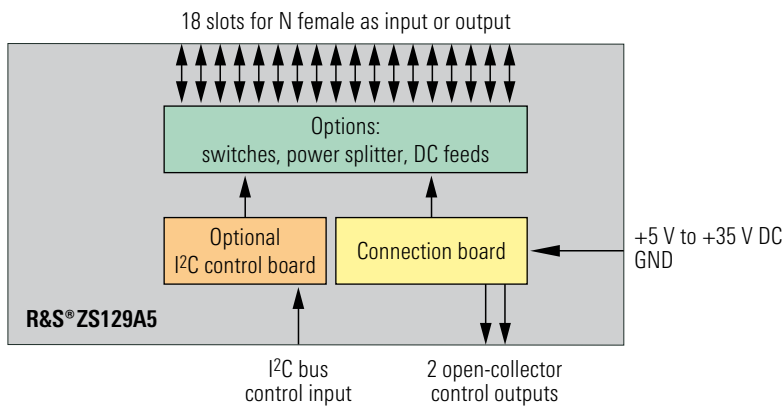 18 slots for N female as input or output
Options:
switches, power splitter, DC feeds
Optional
I²C control board
Connection board
+5 V to +35 V DC
GND
R&S®ZS129A5
I²C bus
control input
2 open-collector
control outputs